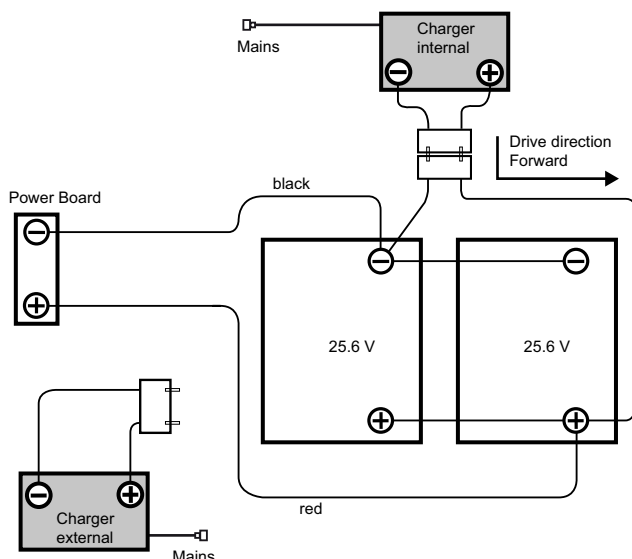 Charger
internal
Mains
Drive direction
Forward
Power Board
black
25.6 V
25.6 V
red
Charger
external
Mains